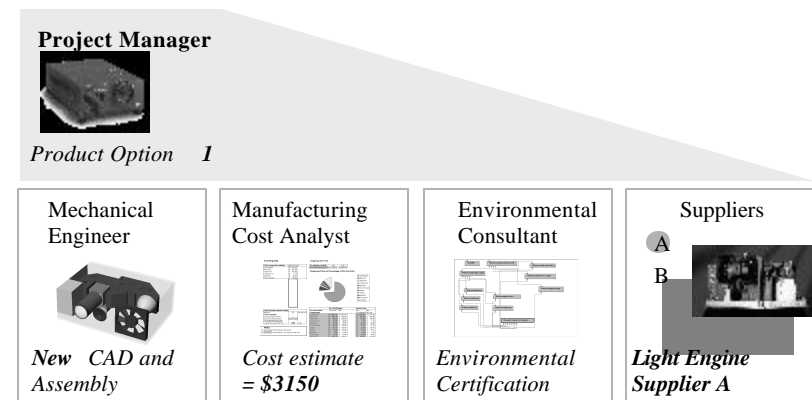 Project Manager
Product Option 1
Mechanical
Engineer
New CAD and
Assembly
Manufacturing
Cost Analyst
Cost estimate
= $3150
Environmental
Consultant
Environmental
Certification
Suppliers
A
B
Light Engine
Supplier A